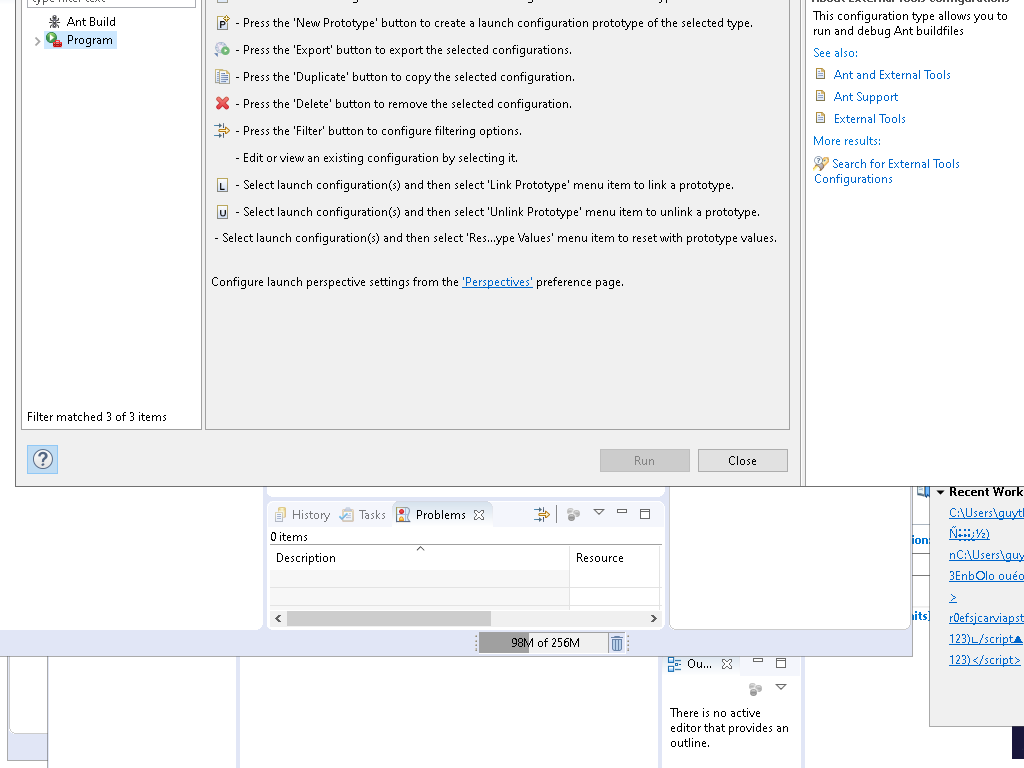 Ant Build
Program
Filter matched 3 of 3 items
- Press the 'New Prototype' button to create a launch configuration prototype of the selected type.
- Press the 'Export' button to export the selected configurations.
- Press the 'Duplicate' button to copy the selected configuration.
- Press the 'Delete' button to remove the selected configuration.
- Press the 'Filter' button to configure filtering options.
- Edit or view an existing configuration by selecting it.
L - Select launch configuration(s) and then select 'Link Prototype' menu item to link a prototype.
U - Select launch configuration(s) and then select 'Unlink Prototype' menu item to unlink a prototype.
- Select launch configuration(s) and then select 'Res...ype Values' menu item to reset with prototype values.
Configure launch perspective settings from the 'Perspectives' preference page.
This configuration type allows you to
run and debug Ant buildfiles
See also:
Ant and External Tools
Ant Support
External Tools
More results:
Search for External Tools
Configurations
Run
Close
History
Tasks
Problems
0 items
Description
Resource
98M of 256M
Recent Work
C:\Users\guyt
nC:\Users\guy
3EnbOlo ouéo
>
r0efsjcarviapst
123)</script>
Ou...
There is no active
editor that provides an
outline.